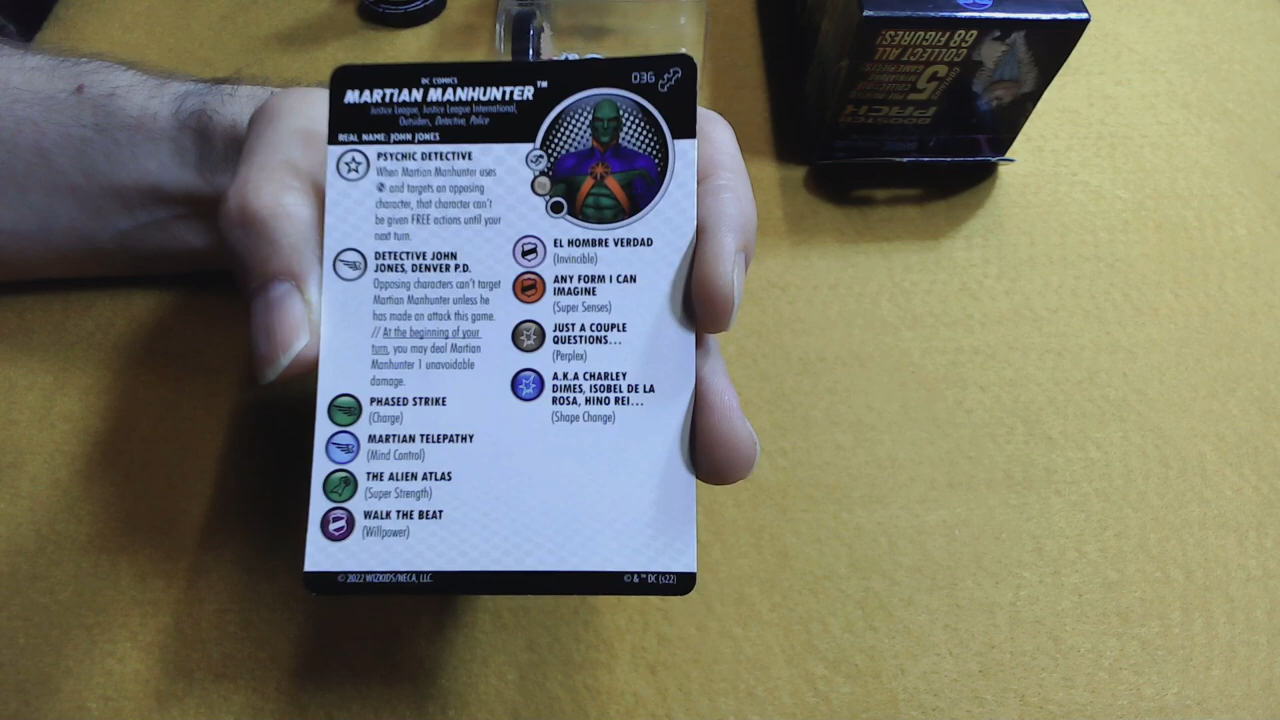 DC COMICS
036
MARTIAN MANHUNTER™
Justice League, Justice League International,
Outsiders, Detective, Police
REAL NAME: JOHN JONES
PSYCHIC DETECTIVE
When Martian Manhunter uses
and targets an opposing
character, that character can't
be given FREE actions until your
next turn.
DETECTIVE JOHN
JONES, DENVER P.D.
Opposing characters can't target
Martian Manhunter unless he
has made an attack this game.
// At the beginning of your
turn, you may deal Martian
Manhunter 1 unavoidable
damage.
PHASED STRIKE
(Charge)
MARTIAN TELEPATHY
(Mind Control)
THE ALIEN ATLAS
(Super Strength)
WALK THE BEAT
(Willpower)
EL HOMBRE VERDAD
(Invincible)
ANY FORM I CAN
IMAGINE
(Super Senses)
JUST A COUPLE
QUESTIONS...
(Perplex)
A.K.A CHARLEY
DIMES, ISOBEL DE LA
ROSA, HINO REI...
(Shape Change)
© 2022 WIZKIDS/NECA, LLC.
© & ™ DC (s22)
BOOSTER
PACK
CONTAINS
5
COLLECTIBLE
MINIATURE
GAME PIECES
COLLECT ALL
68 FIGURES!